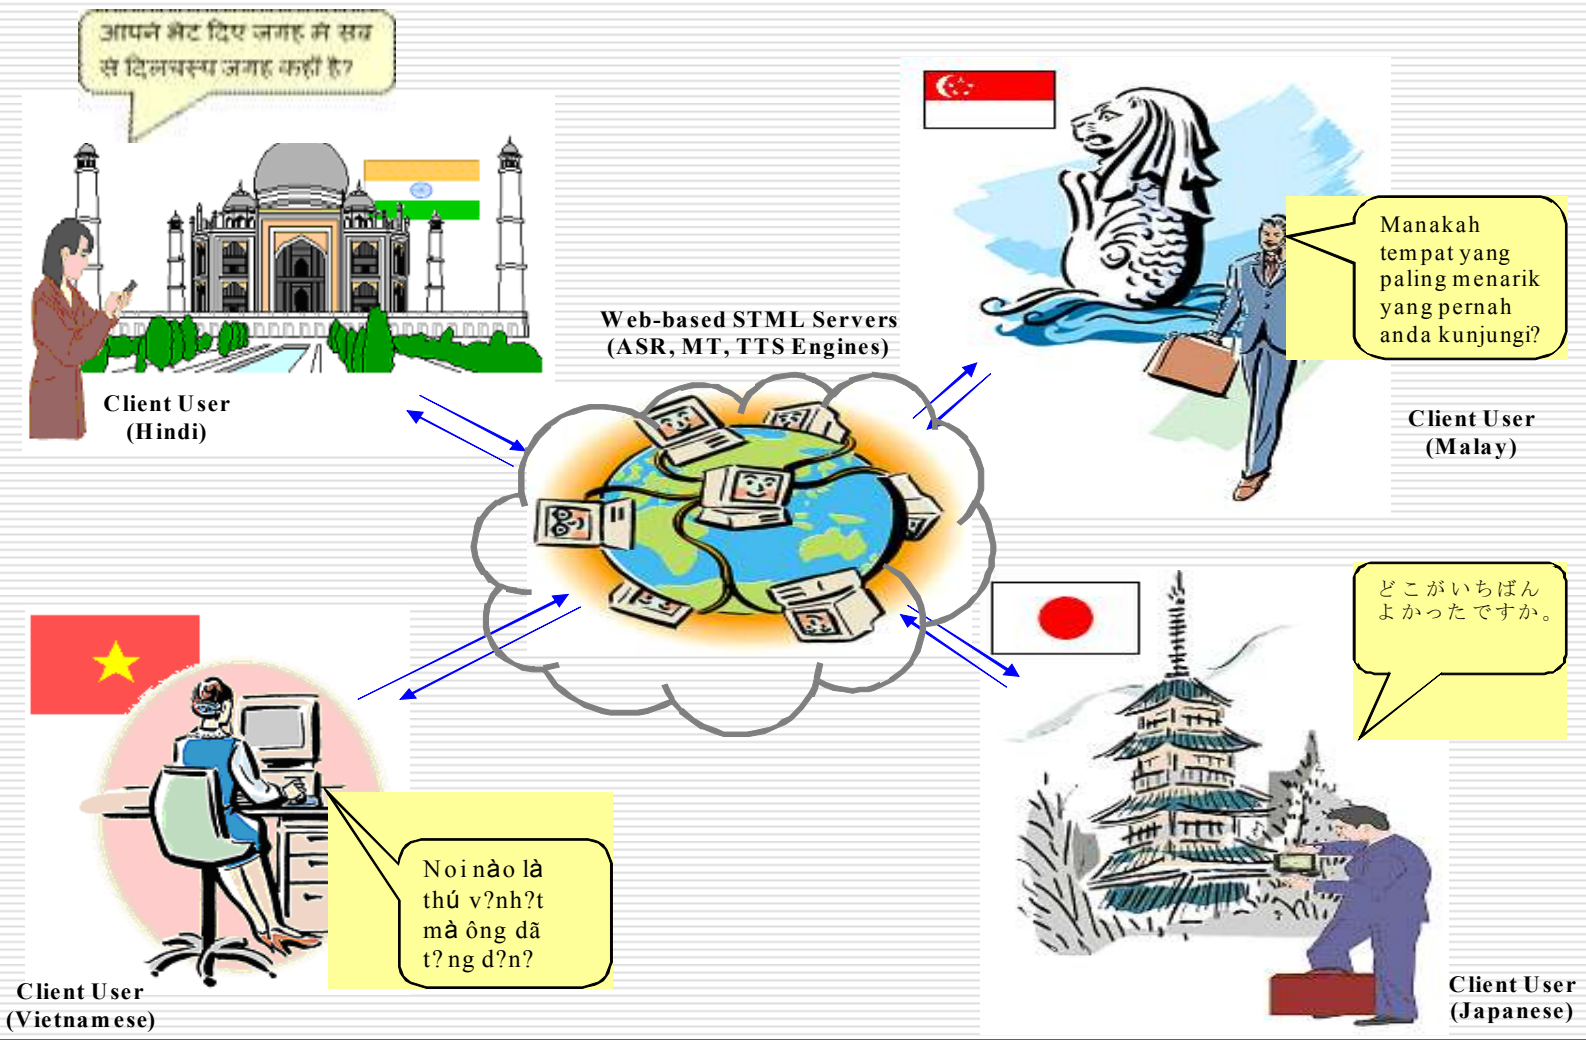 आपने भेंट दिए जगह में सब
से दिलचस्प जगह कहाँ है?
Client User
(Hindi)
Web-based STML Servers
(ASR, MT, TTS Engines)
Manakah
tempat yang
paling menarik
yang pernah
anda kunjungi?
Client User
(Malay)
Noi nào là
thú v?nh?t
mà ông dã
t?ng d?n?
Client User
(Vietnamese)
どこがいちばん
よかったですか。
Client User
(Japanese)